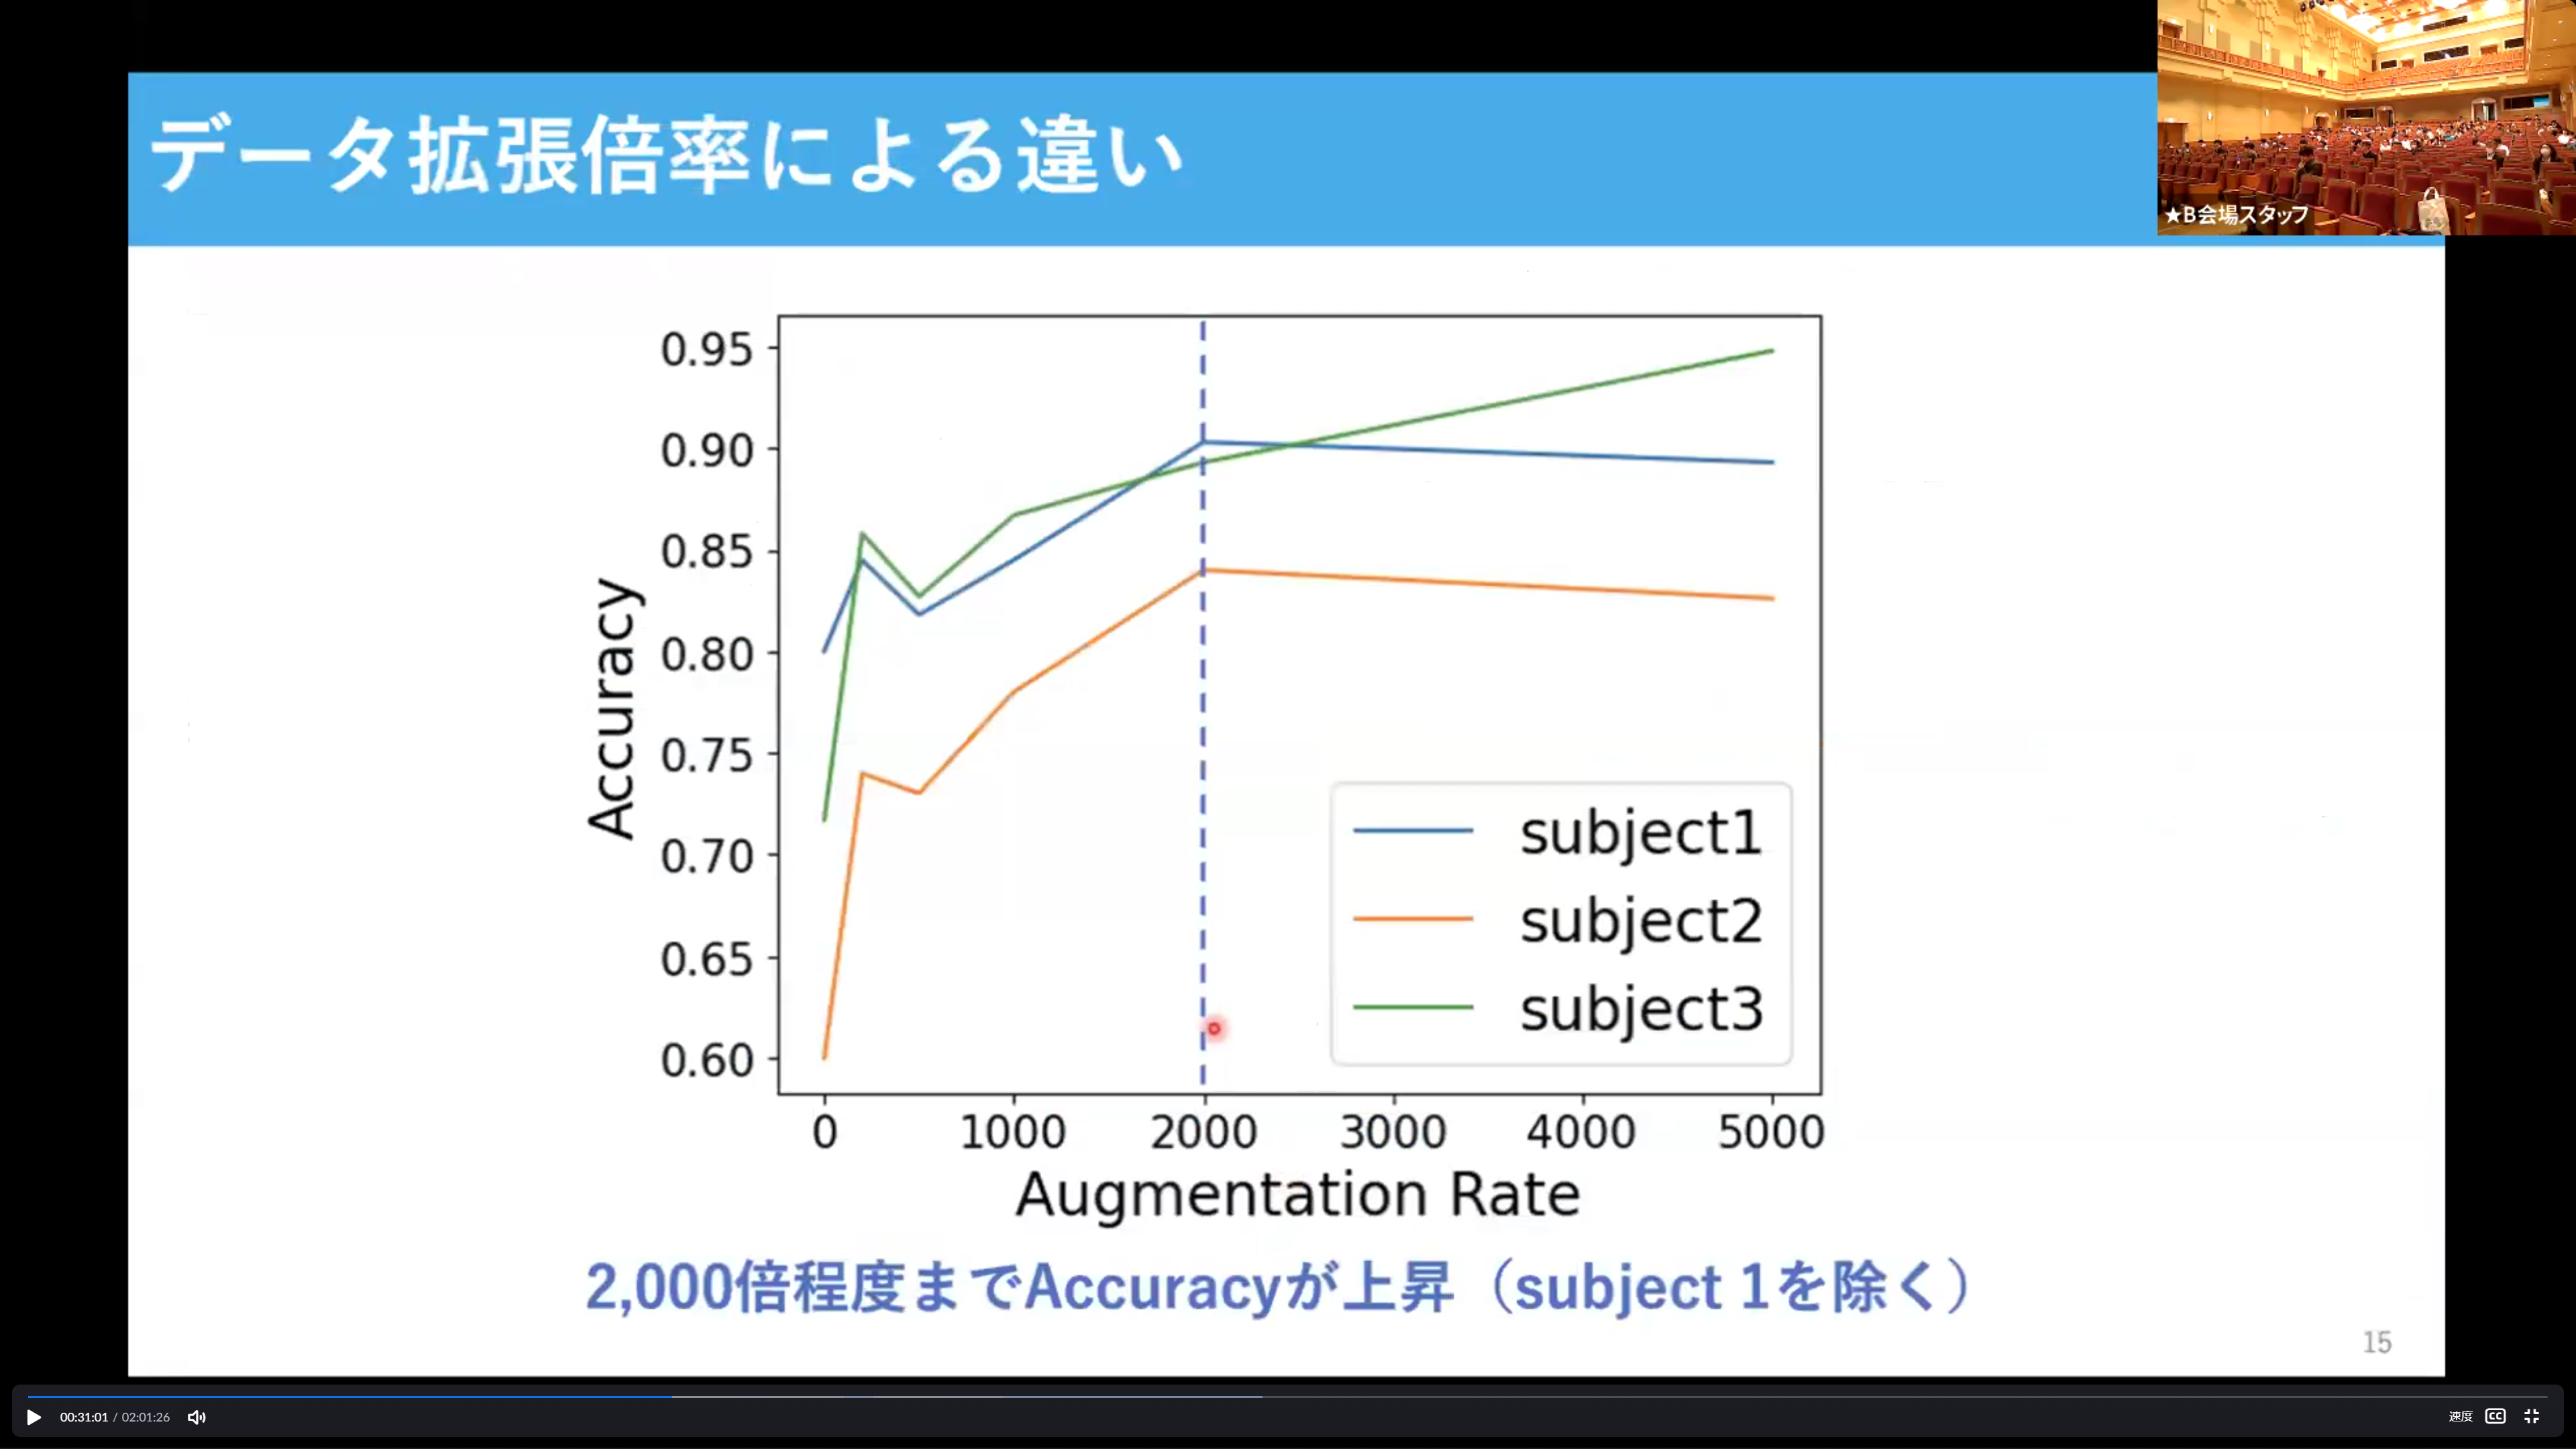 データ拡張倍率による違い
★B会場スタッフ
0.95
0.90
0.85
0.80
0.75
0.70
0.65
0.60
Accuracy
subject1
subject2
subject3
0 1000 2000 3000 4000 5000
Augmentation Rate
2,000倍程度までAccuracyが上昇（subject 1を除く）
15
00:31:01 / 02:01:26
速度 CC